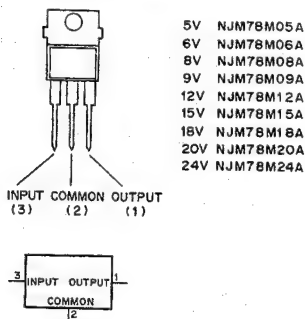 5V NJM78M05A
6V NJM78M06A
8V NJM78M08A
9V NJM78M09A
12V NJM78M12A
15V NJM78M15A
18V NJM78M18A
20V NJM78M20A
24V NJM78M24A
INPUT COMMON OUTPUT
(3) (2) (1)
3 INPUT OUTPUT 1
COMMON
2